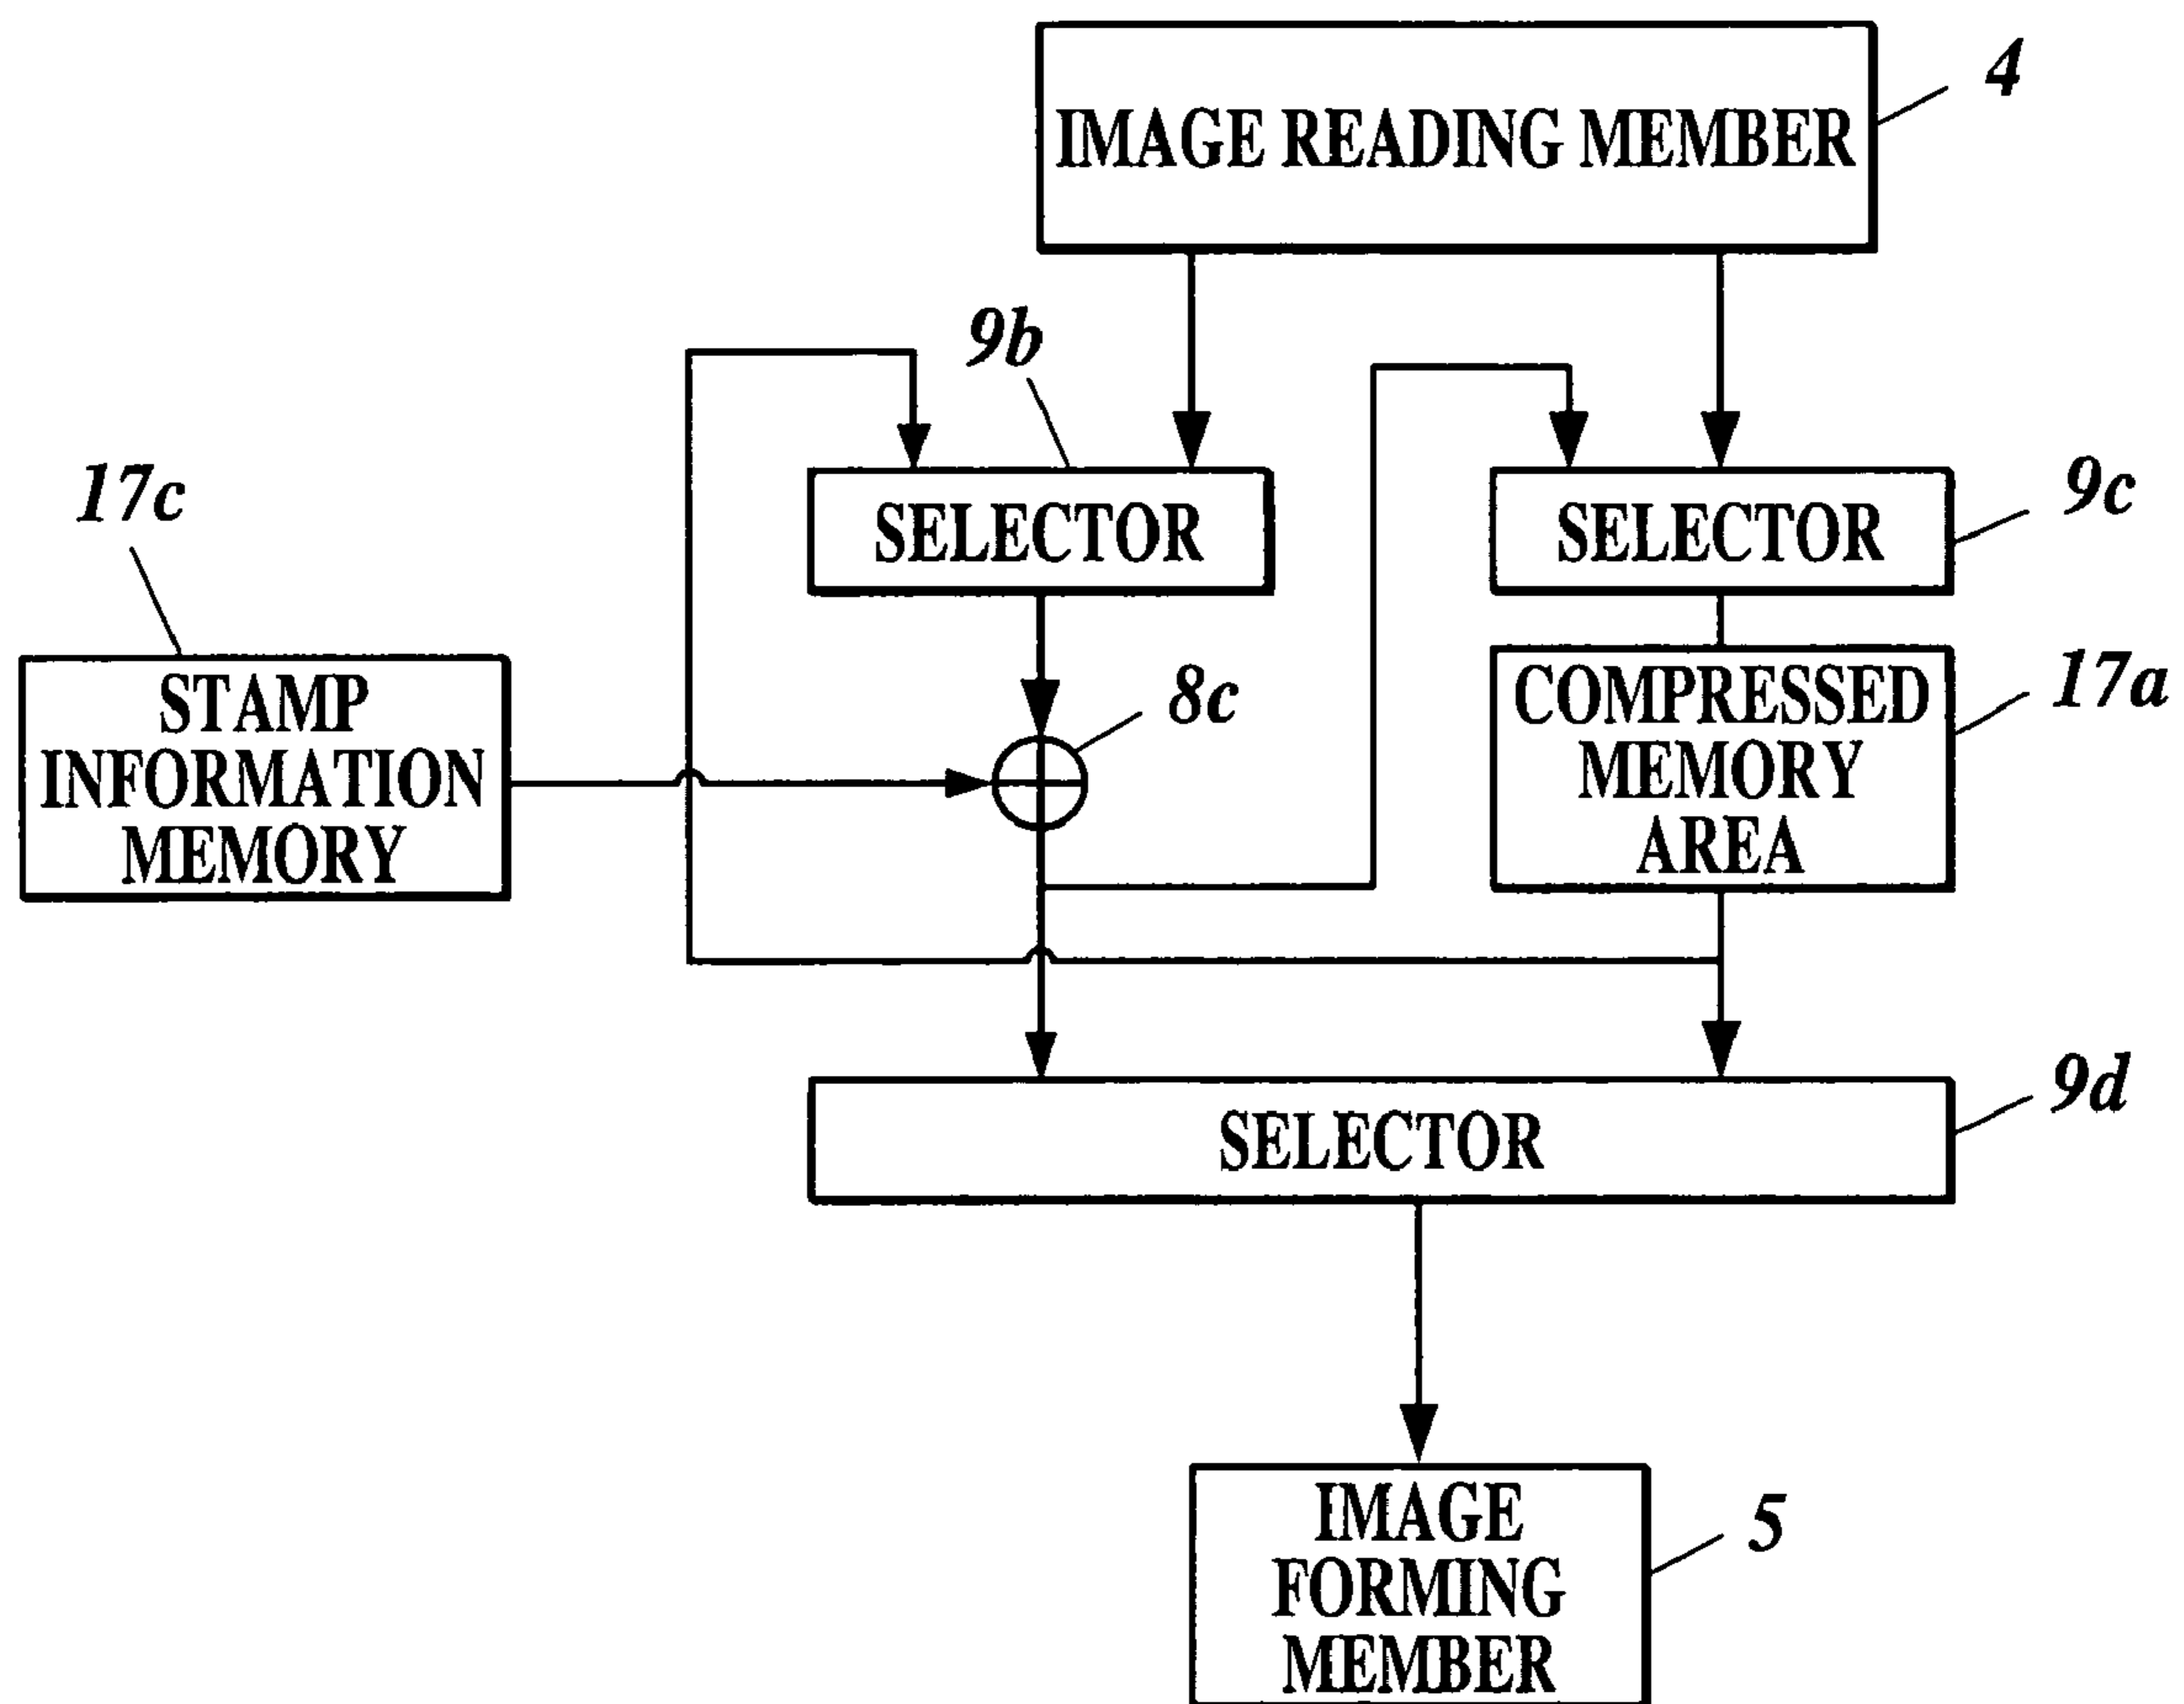 4
IMAGE READING MEMBER
9b
17c
SELECTOR
SELECTOR
9c
STAMP
INFORMATION
MEMORY
8c
COMPRESSED
MEMORY
AREA
17a
SELECTOR
9d
IMAGE
FORMING
MEMBER
5